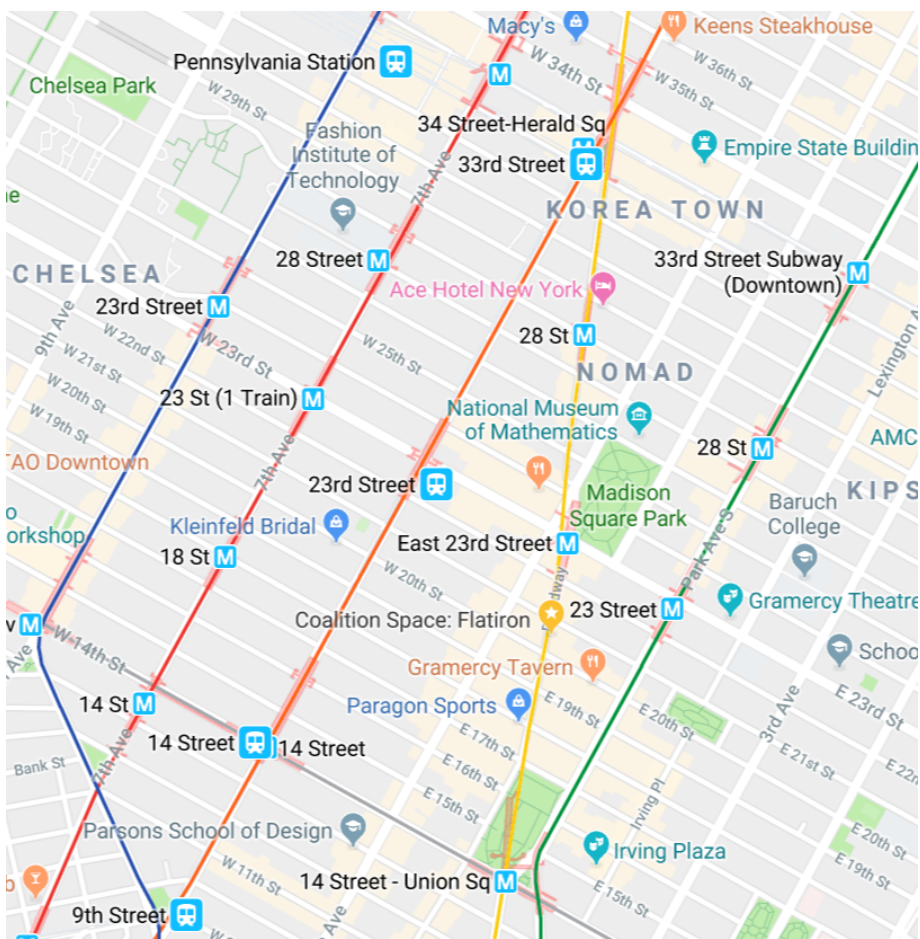 Macy's
Keens Steakhouse
Pennsylvania Station
W 34th St
W 35th St
W 36th St
Chelsea Park
W 29th St
34 Street-Herald Sq
33rd Street
Empire State Building
Fashion
Institute of
Technology
7th Ave
KOREA TOWN
28 Street
33rd Street Subway
(Downtown)
CHELSEA
Ace Hotel New York
23rd Street
9th Ave
28 St
W 22nd St
W 23rd St
W 25th St
Lexington A
W 21st St
NOMAD
W 20th St
23 St (1 Train)
National Museum
of Mathematics
W 19th St
28 St
AMC
TAO Downtown
7th Ave
23rd Street
Madison
Square Park
KIPS
Baruch
College
orkshop
Kleinfeld Bridal
East 23rd Street
Park Ave S
18 St
W 20th St
dway
Gramercy Theatre
Coalition Space: Flatiron
23 Street
W 14th St
Gramercy Tavern
Schoo
14 St
Paragon Sports
E 19th St
E 20th St
3rd Ave
E 23rd St
14 Street
14 Street
E 17th St
E 21st St
E 22n
Bank St
7th Ave
E 16th St
E 15th St
Irving Pl
Parsons School of Design
Irving Plaza
E 20th St
W 11th St
14 Street - Union Sq
E 19th St
E 15th St
9th Street
Ave